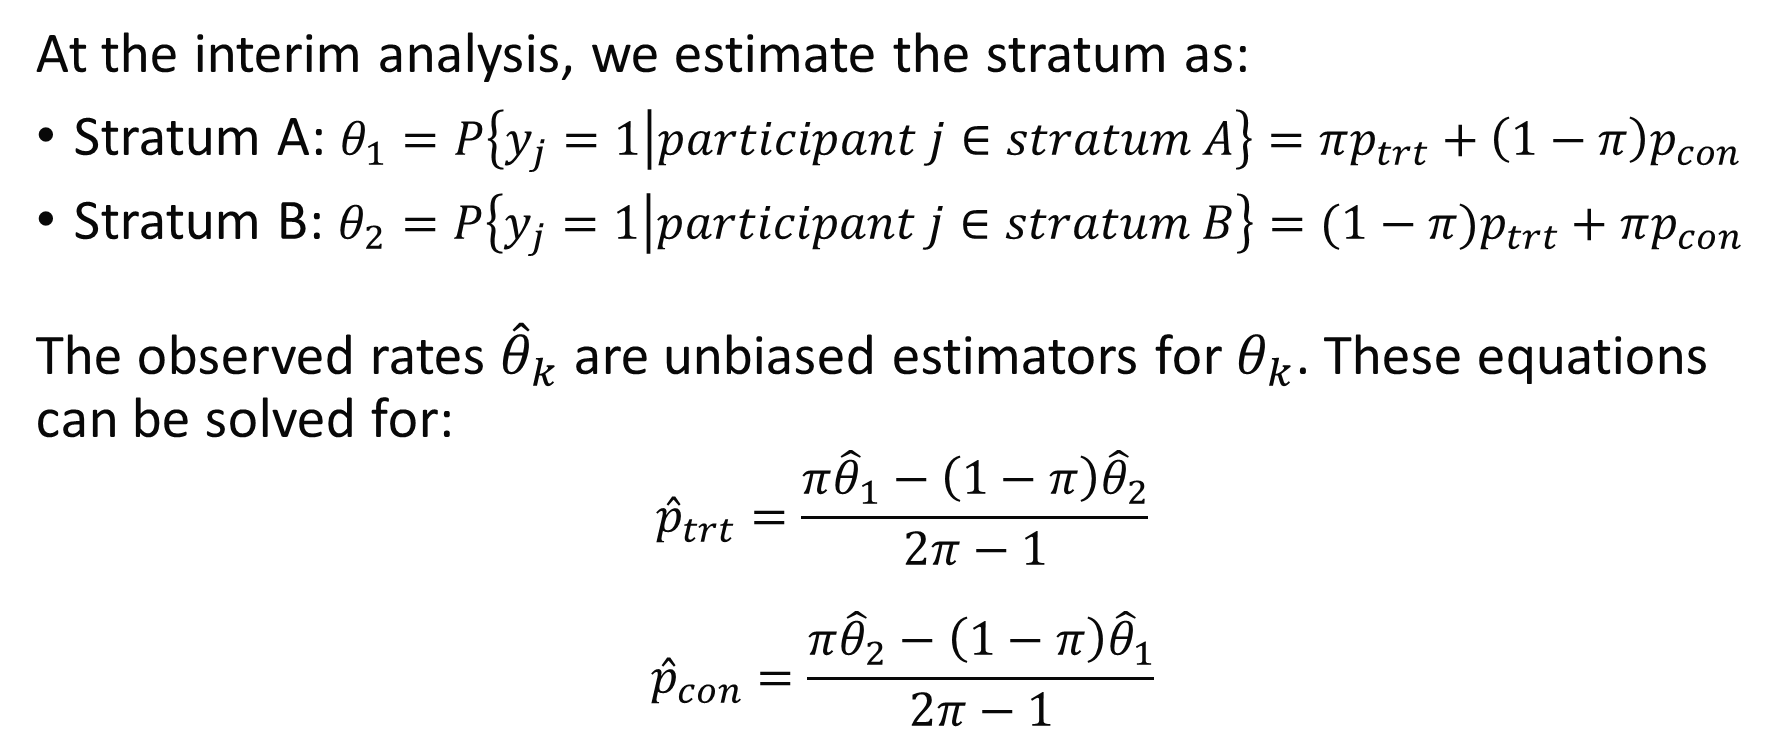 At the interim analysis, we estimate the stratum as:
• Stratum A: θ₁ = P{yⱼ = 1|participant j ∈ stratum A} = πp_trt + (1 − π)p_con
• Stratum B: θ₂ = P{yⱼ = 1|participant j ∈ stratum B} = (1 − π)p_trt + πp_con
The observed rates θ̂ₖ are unbiased estimators for θₖ. These equations
can be solved for:
p̂_trt = (πθ̂₁ − (1 − π)θ̂₂) / (2π − 1)
p̂_con = (πθ̂₂ − (1 − π)θ̂₁) / (2π − 1)